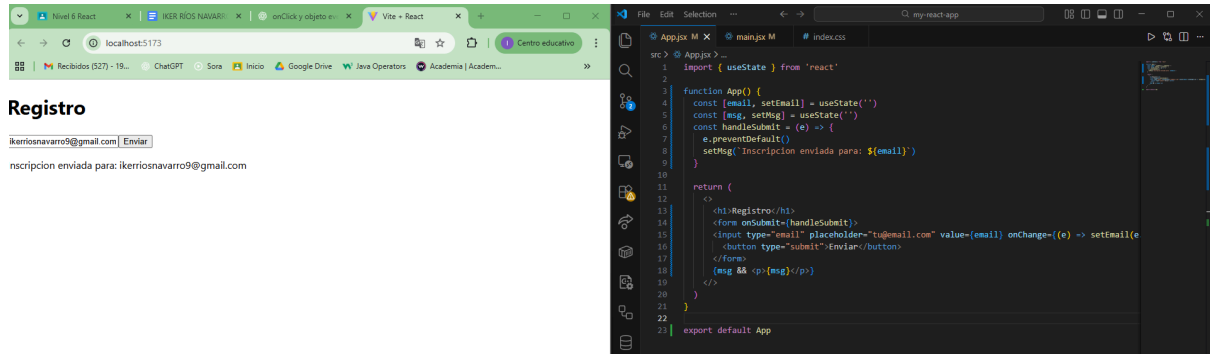 Nivel 6 React
IKER RÍOS NAVARR
onClick y objeto ev
Vite + React
localhost:5173
Centro educativo
Recibidos (527) - 19...
ChatGPT
Sora
Inicio
Google Drive
Java Operators
Academia | Academ...
»
Registro
ikerriosnavarro9@gmail.com Enviar
nscripcion enviada para: ikerriosnavarro9@gmail.com
File Edit Selection ···
my-react-app
App.jsx M
main.jsx M
# index.css
src > App.jsx > ...
1 import { useState } from 'react'
2
3 function App() {
4 const [email, setEmail] = useState('')
5 const [msg, setMsg] = useState('')
6 const handleSubmit = (e) => {
7 e.preventDefault()
8 setMsg(`Inscripcion enviada para: ${email}`)
9 }
10
11 return (
12 <>
13 <h1>Registro</h1>
14 <form onSubmit={handleSubmit}>
15 <input type="email" placeholder="tu@email.com" value={email} onChange={(e) => setEmail(e
16 <button type="submit">Enviar</button>
17 </form>
18 {msg && <p>{msg}</p>}
19 </>
20 )
21 }
22
23 export default App